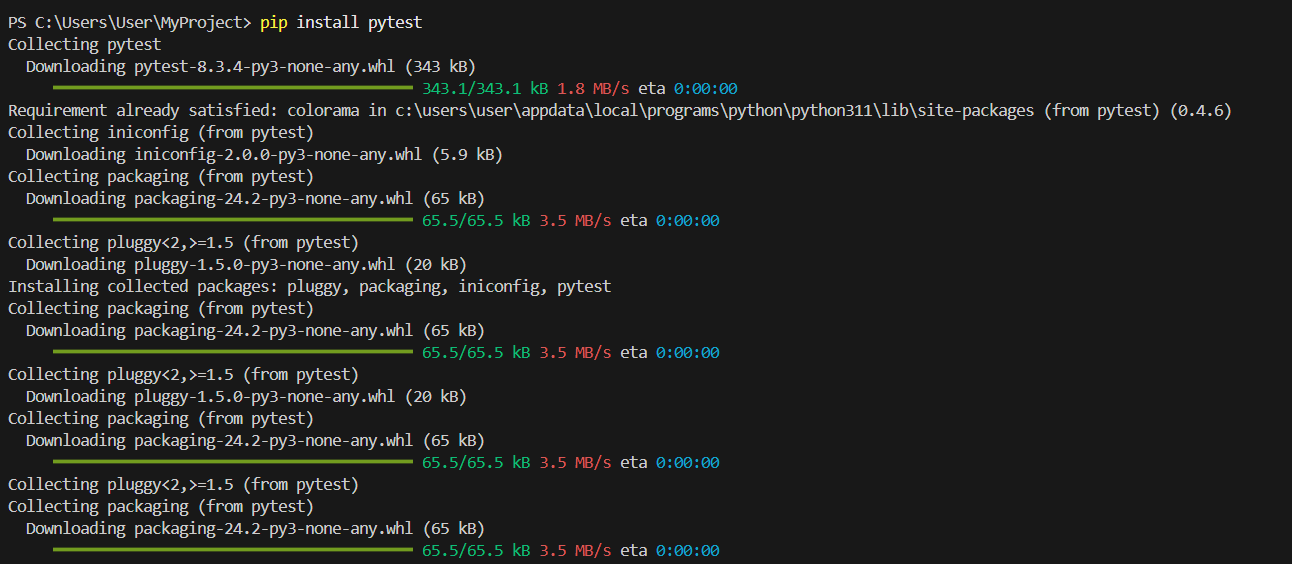 PS C:\Users\User\MyProject> pip install pytest
Collecting pytest
  Downloading pytest-8.3.4-py3-none-any.whl (343 kB)
     343.1/343.1 kB 1.8 MB/s eta 0:00:00
Requirement already satisfied: colorama in c:\users\user\appdata\local\programs\python\python311\lib\site-packages (from pytest) (0.4.6)
Collecting iniconfig (from pytest)
  Downloading iniconfig-2.0.0-py3-none-any.whl (5.9 kB)
Collecting packaging (from pytest)
  Downloading packaging-24.2-py3-none-any.whl (65 kB)
     65.5/65.5 kB 3.5 MB/s eta 0:00:00
Collecting pluggy<2,>=1.5 (from pytest)
  Downloading pluggy-1.5.0-py3-none-any.whl (20 kB)
Installing collected packages: pluggy, packaging, iniconfig, pytest
Collecting packaging (from pytest)
  Downloading packaging-24.2-py3-none-any.whl (65 kB)
     65.5/65.5 kB 3.5 MB/s eta 0:00:00
Collecting pluggy<2,>=1.5 (from pytest)
  Downloading pluggy-1.5.0-py3-none-any.whl (20 kB)
Collecting packaging (from pytest)
  Downloading packaging-24.2-py3-none-any.whl (65 kB)
     65.5/65.5 kB 3.5 MB/s eta 0:00:00
Collecting pluggy<2,>=1.5 (from pytest)
Collecting packaging (from pytest)
  Downloading packaging-24.2-py3-none-any.whl (65 kB)
     65.5/65.5 kB 3.5 MB/s eta 0:00:00